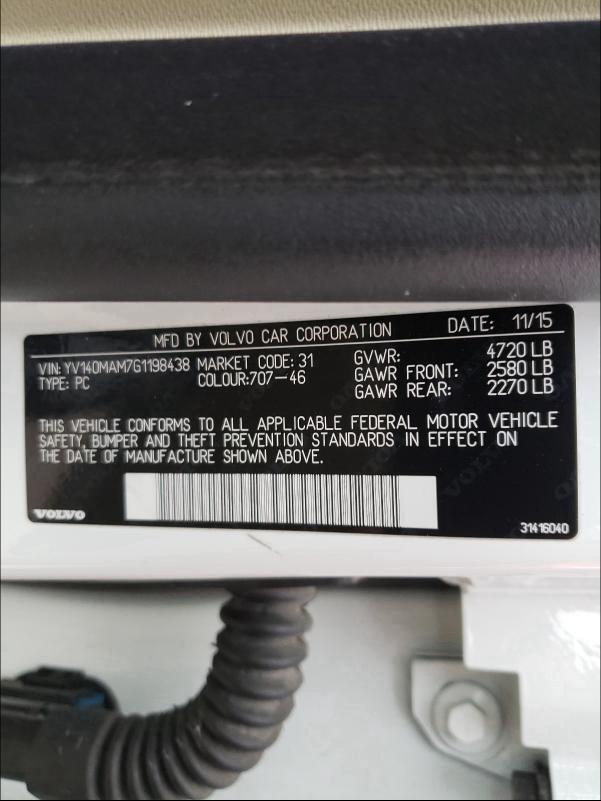 MFD BY VOLVO CAR CORPORATION DATE: 11/15
VIN: YV140MAM7G1198438 MARKET CODE: 31 GVWR: 4720 LB
TYPE: PC COLOUR:707-46 GAWR FRONT: 2580 LB
GAWR REAR: 2270 LB
THIS VEHICLE CONFORMS TO ALL APPLICABLE FEDERAL MOTOR VEHICLE
SAFETY, BUMPER AND THEFT PREVENTION STANDARDS IN EFFECT ON
THE DATE OF MANUFACTURE SHOWN ABOVE.
VOLVO 31416040